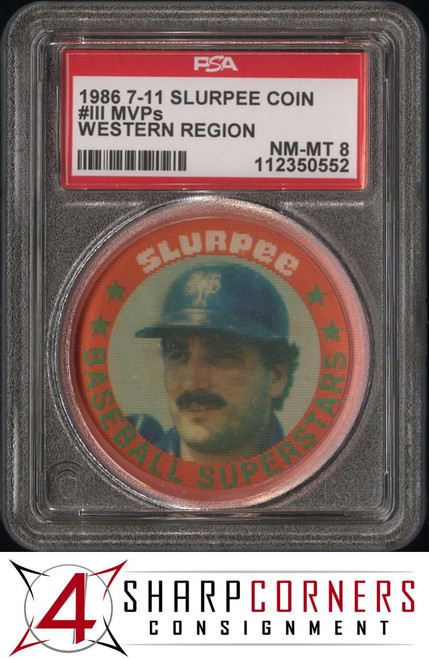 PSA
1986 7-11 SLURPEE COIN
#III MVPs
WESTERN REGION
NM-MT 8
112350552
SLURPEE
BASEBALL SUPERSTARS
4 SHARPCORNERS
CONSIGNMENT